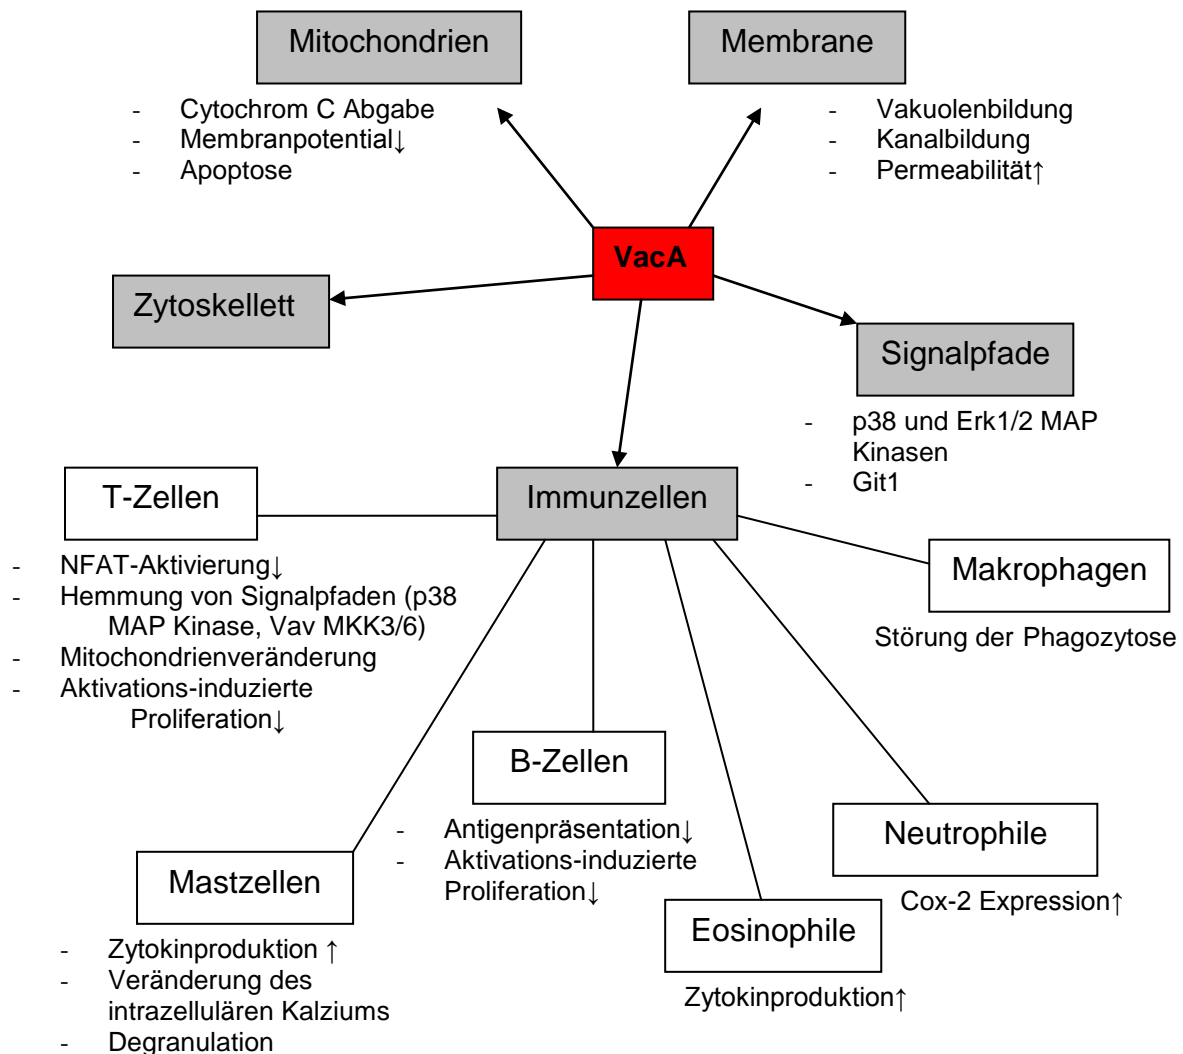 Mitochondrien
- Cytochrom C Abgabe
- Membranpotential↓
- Apoptose
Membrane
- Vakuolenbildung
- Kanalbildung
- Permeabilität↑
VacA
Zytoskellett
Signalpfade
- p38 und Erk1/2 MAP
Kinasen
- Git1
Immunzellen
T-Zellen
- NFAT-Aktivierung↓
- Hemmung von Signalpfaden (p38
MAP Kinase, Vav MKK3/6)
- Mitochondrienveränderung
- Aktivations-induzierte
Proliferation↓
Makrophagen
Störung der Phagozytose
B-Zellen
- Antigenpräsentation↓
- Aktivations-induzierte
Proliferation↓
Neutrophile
Cox-2 Expression↑
Mastzellen
- Zytokinproduktion ↑
- Veränderung des
intrazellulären Kalziums
- Degranulation
Eosinophile
Zytokinproduktion↑